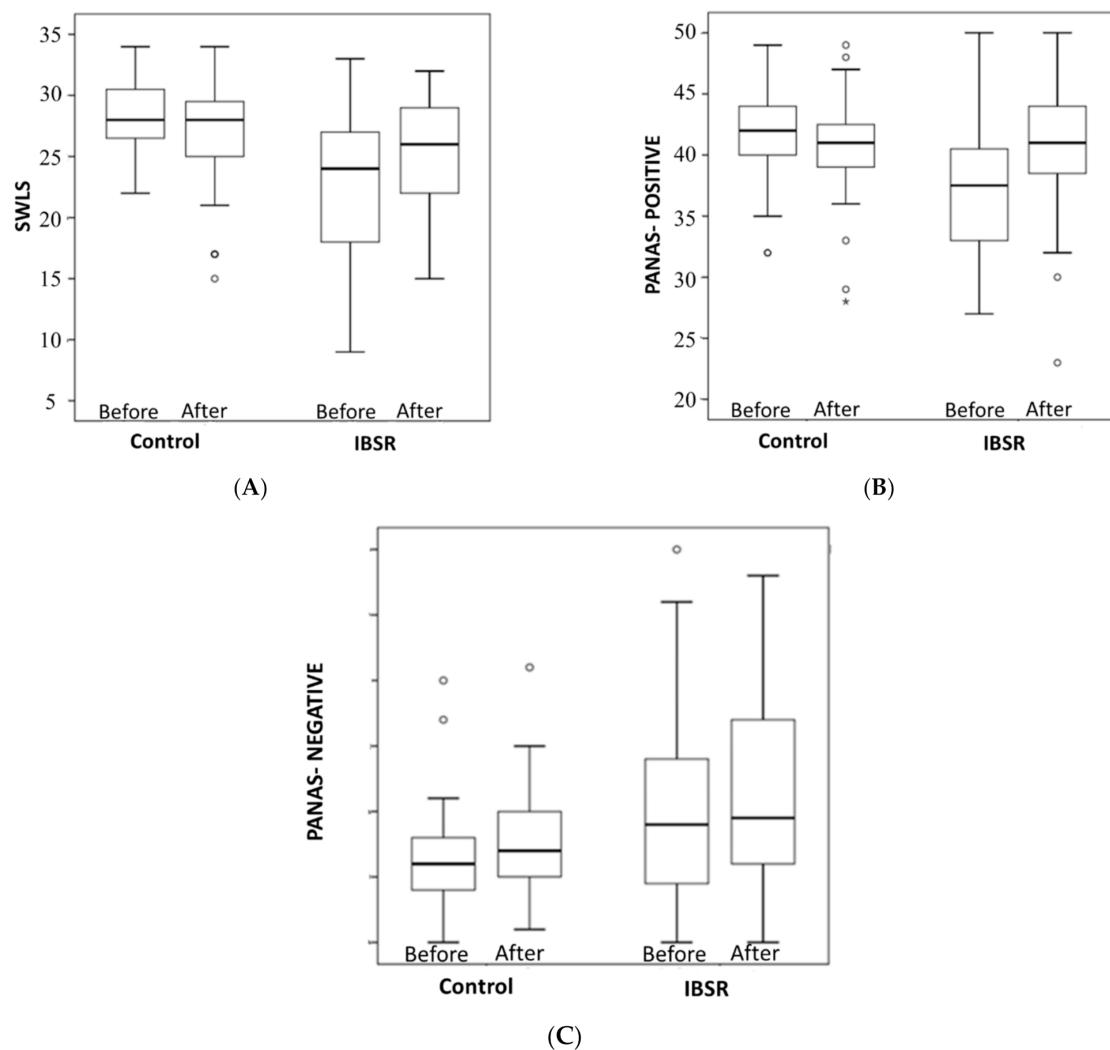 35
30
25
20
15
10
5
SWLS
Before After Before After
Control IBSR
(A)
50
45
40
35
30
25
20
PANAS- POSITIVE
*
Before After Before After
Control IBSR
(B)
PANAS- NEGATIVE
Before After Before After
Control IBSR
(C)